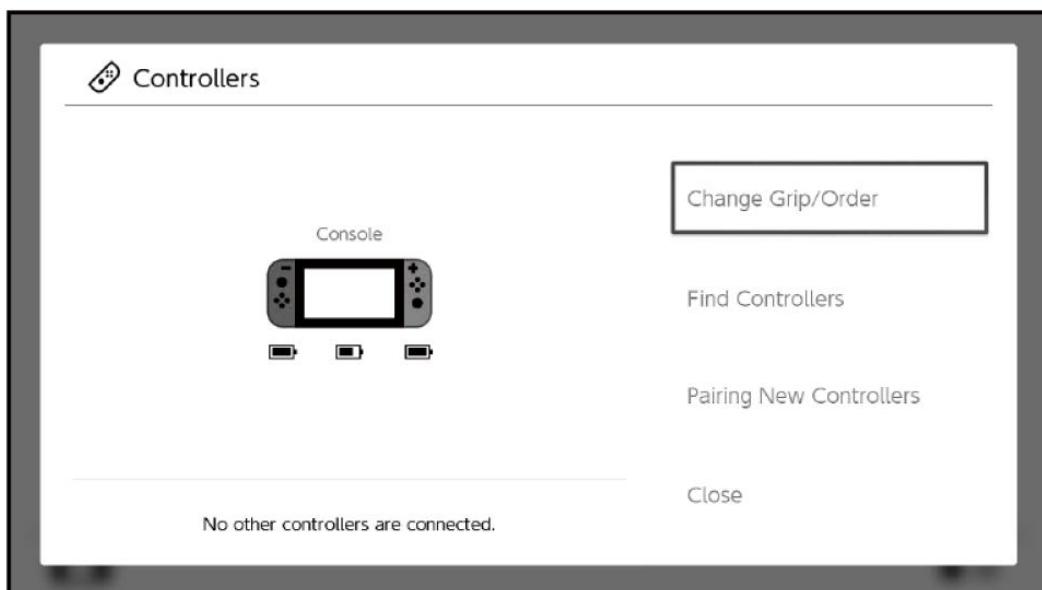 Controllers
Console
Change Grip/Order
Find Controllers
Pairing New Controllers
Close
No other controllers are connected.